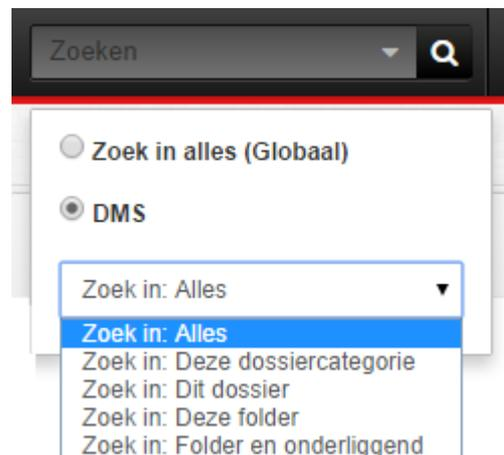 Zoeken
Zoek in alles (Globaal)
DMS
Zoek in: Alles
Zoek in: Alles
Zoek in: Deze dossiercategorie
Zoek in: Dit dossier
Zoek in: Deze folder
Zoek in: Folder en onderliggend